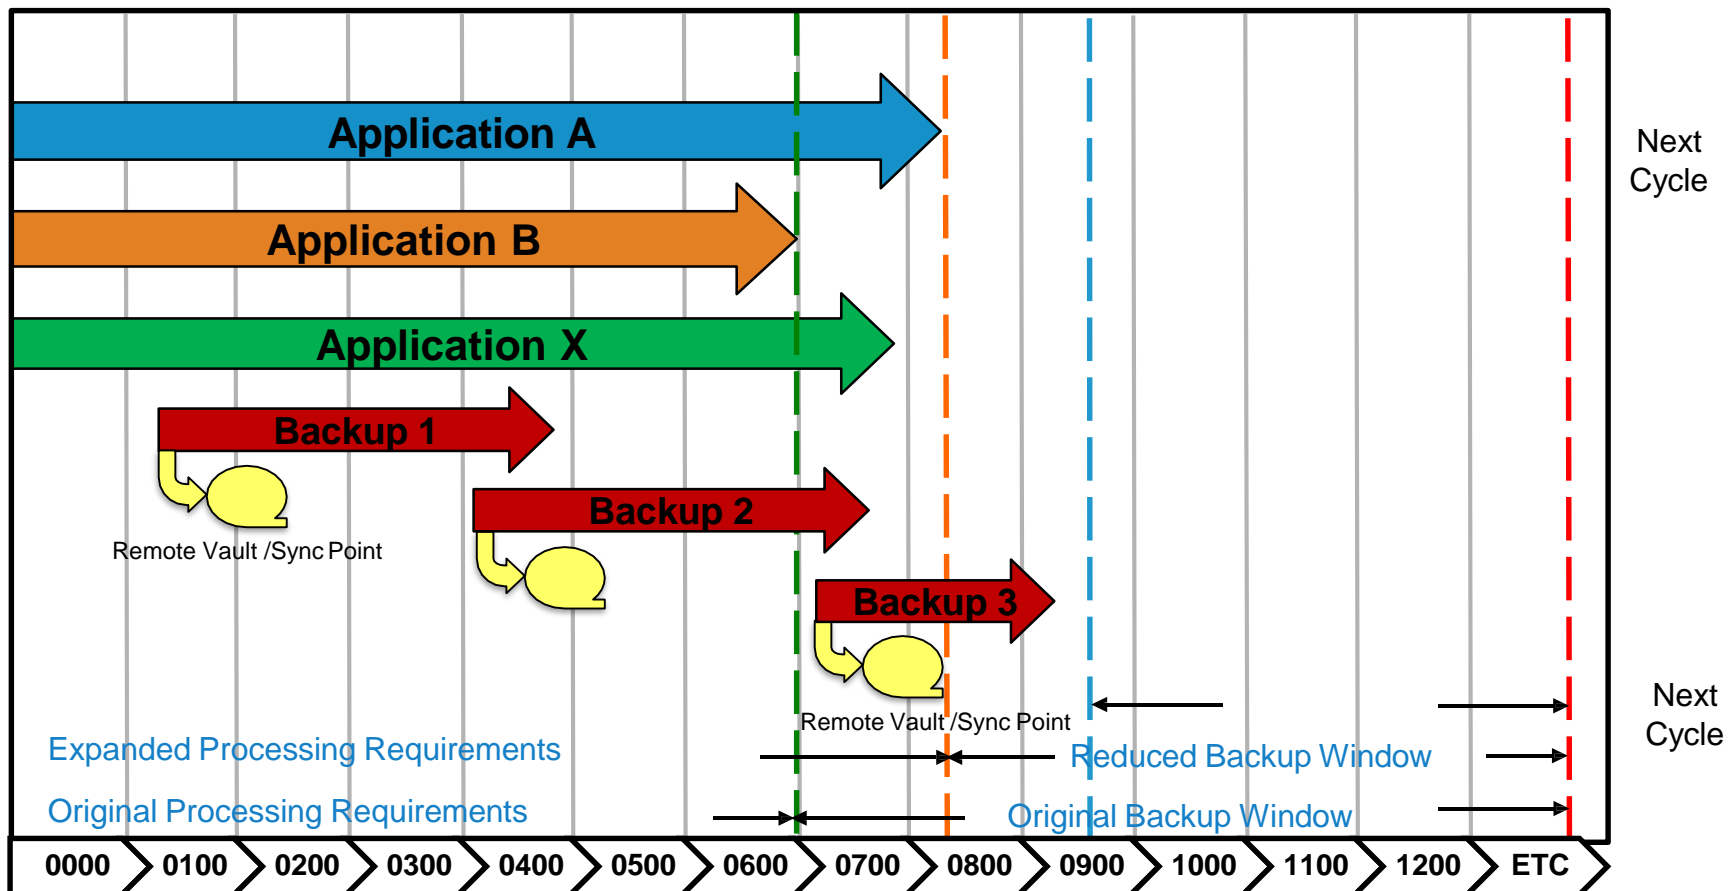 Application A
Next
Cycle
Application B
Application X
Backup 1
Backup 2
Remote Vault /Sync Point
Backup 3
Remote Vault /Sync Point
Next
Cycle
Expanded Processing Requirements
Reduced Backup Window
Original Processing Requirements
Original Backup Window
0000 0100 0200 0300 0400 0500 0600 0700 0800 0900 1000 1100 1200 ETC